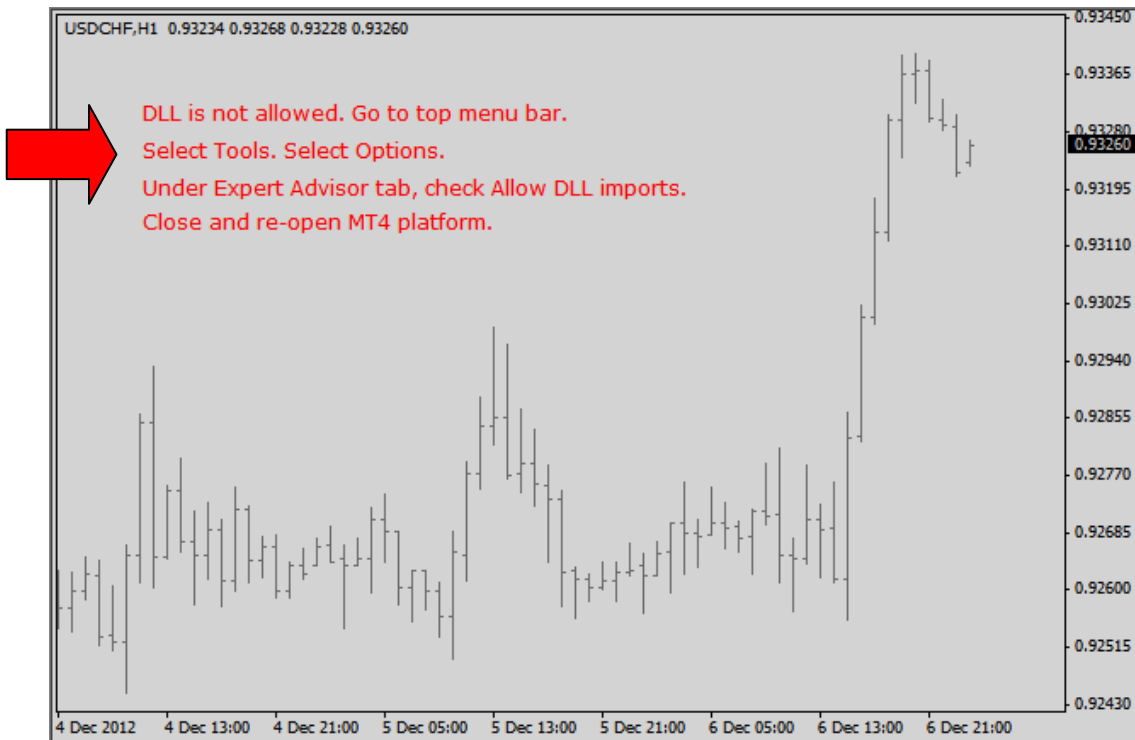 USDCHF,H1 0.93234 0.93268 0.93228 0.93260
DLL is not allowed. Go to top menu bar.
Select Tools. Select Options.
Under Expert Advisor tab, check Allow DLL imports.
Close and re-open MT4 platform.
0.93450
0.93365
0.93280
0.93260
0.93195
0.93110
0.93025
0.92940
0.92855
0.92770
0.92685
0.92600
0.92515
0.92430
4 Dec 2012 4 Dec 13:00 4 Dec 21:00 5 Dec 05:00 5 Dec 13:00 5 Dec 21:00 6 Dec 05:00 6 Dec 13:00 6 Dec 21:00